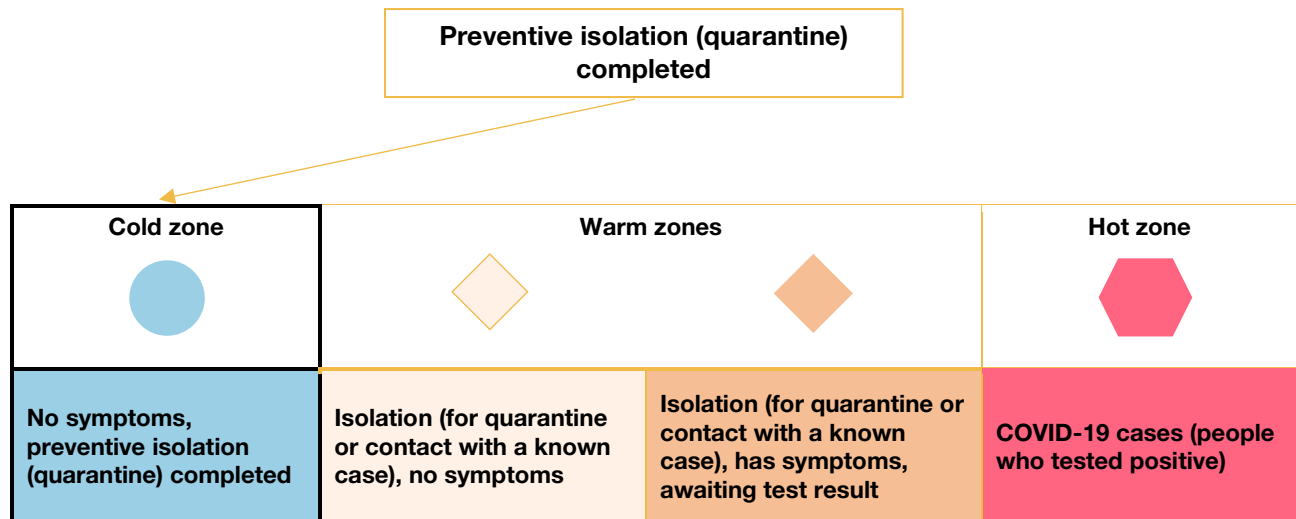 Preventive isolation (quarantine)
completed
Cold zone
Warm zones
Hot zone
No symptoms,
preventive isolation
(quarantine) completed
Isolation (for quarantine
or contact with a known
case), no symptoms
Isolation (for quarantine or
contact with a known
case), has symptoms,
awaiting test result
COVID-19 cases (people
who tested positive)